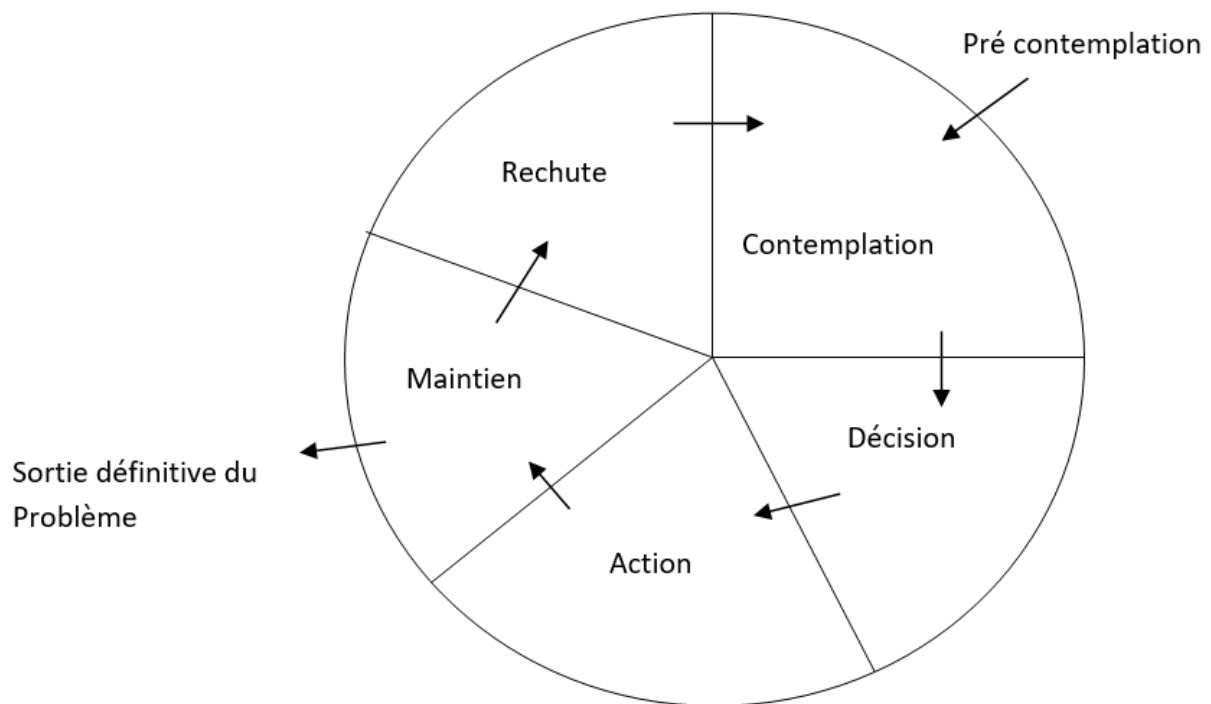 Pré contemplation
Rechute
Contemplation
Maintien
Décision
Sortie définitive du
Problème
Action